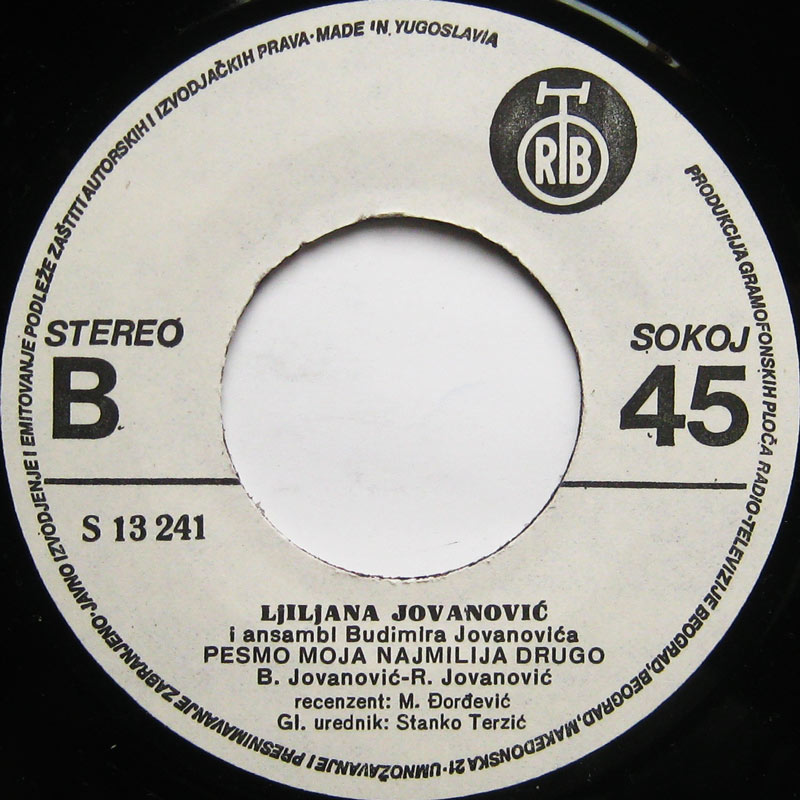 PRODUKCIJA GRAMOFONSKIH PLOČA RADIO-TELEVIZIJE BEOGRAD, BEOGRAD, MAKEDONSKA 21 · UMNOŽAVANJE I PRESNIMAVANJE ZABRANJENO · JAVNO IZVODJENJE I EMITOVANJE PODLEŽE ZAŠTITI AUTORSKIH I IZVODJAČKIH PRAVA · MADE IN YUGOSLAVIA
RTB
STEREO
B
SOKOJ
45
S 13 241
LjILjANA JOVANOVIĆ
i ansambl Budimira Jovanovića
PESMO MOJA NAJMILIJA DRUGO
B. Jovanović-R. Jovanović
recenzent: M. Đorđević
Gl. urednik: Stanko Terzić